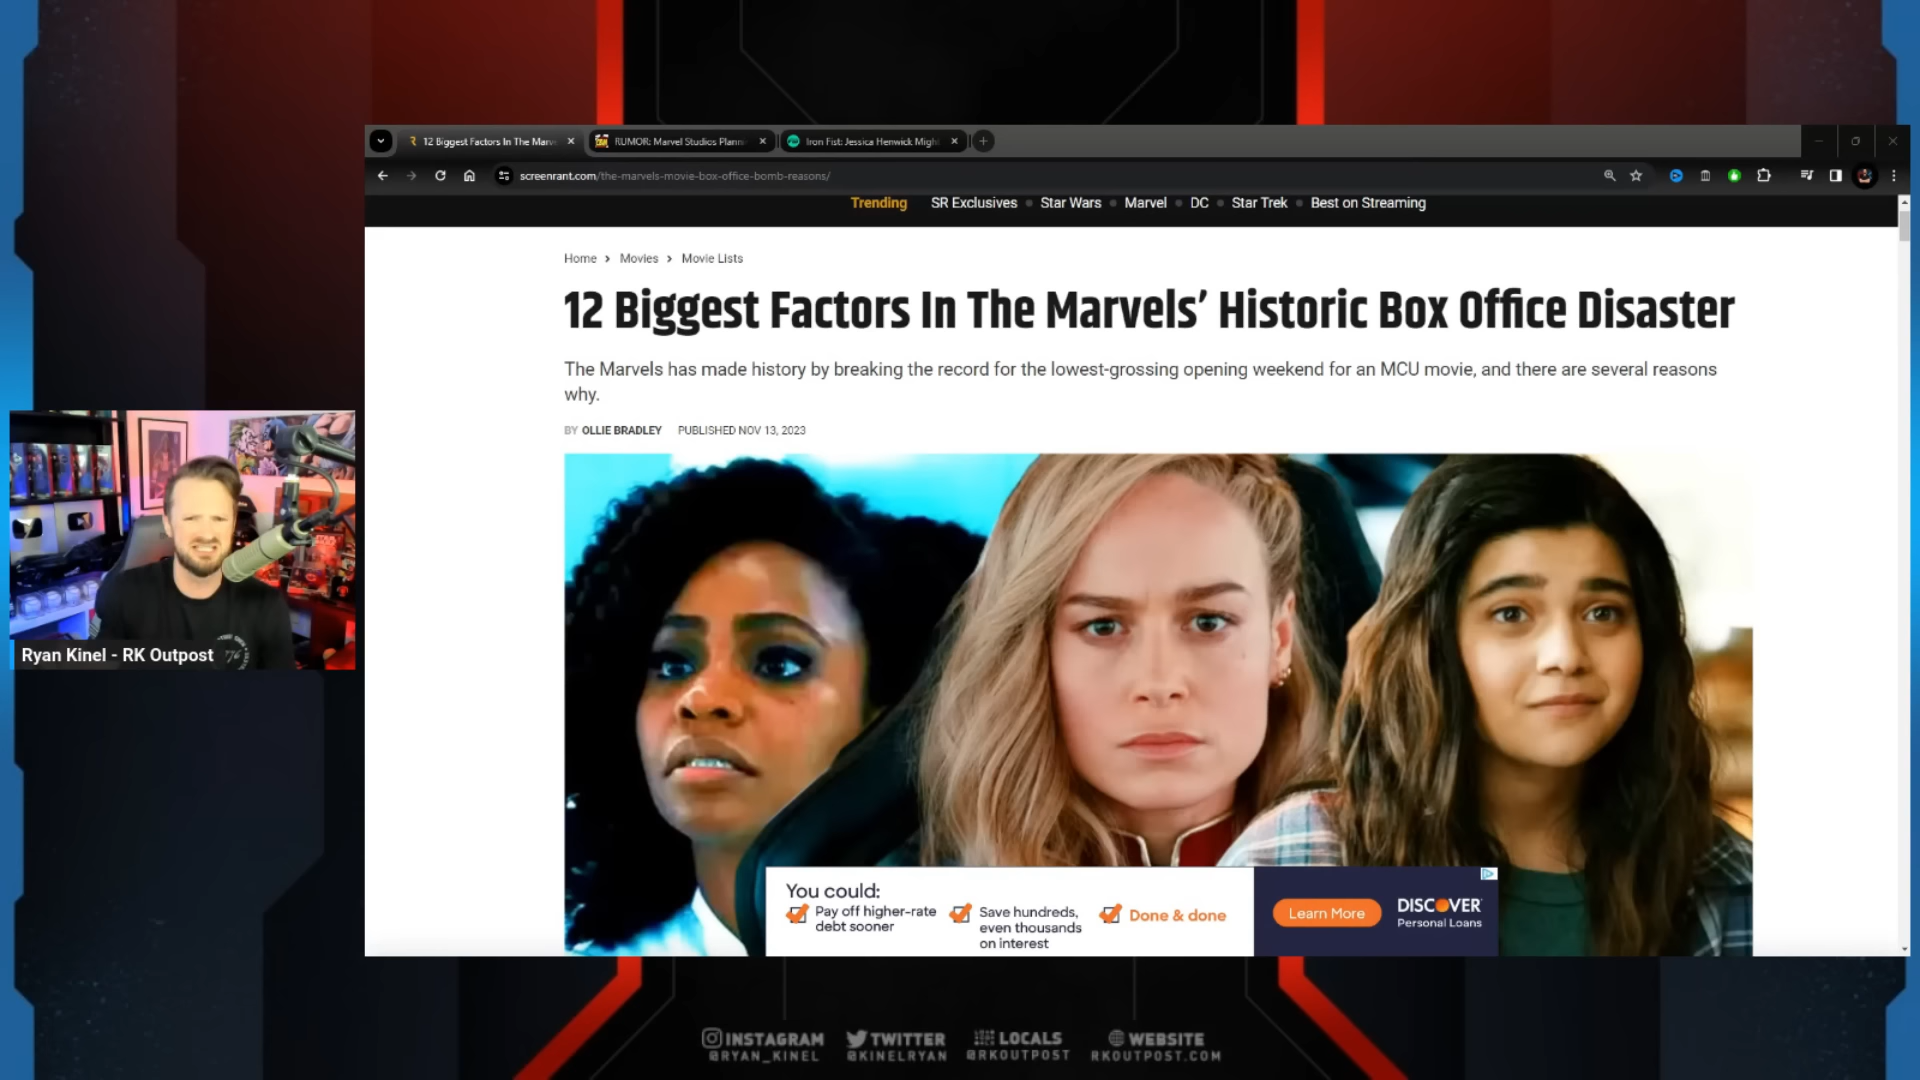 12 Biggest Factors In The Marve
RUMOR: Marvel Studios Planni
Iron Fist: Jessica Henwick Migh
screenrant.com/the-marvels-movie-box-office-bomb-reasons/
Trending SR Exclusives Star Wars Marvel DC Star Trek Best on Streaming
Home > Movies > Movie Lists
12 Biggest Factors In The Marvels’ Historic Box Office Disaster
The Marvels has made history by breaking the record for the lowest-grossing opening weekend for an MCU movie, and there are several reasons
why.
BY OLLIE BRADLEY PUBLISHED NOV 13, 2023
Ryan Kinel - RK Outpost
You could:
Pay off higher-rate
debt sooner
Save hundreds,
even thousands
on interest
Done & done
Learn More
DISCOVER
Personal Loans
INSTAGRAM
@RYAN_KINEL
TWITTER
@KINELRYAN
LOCALS
@RKOUTPOST
WEBSITE
RKOUTPOST.COM